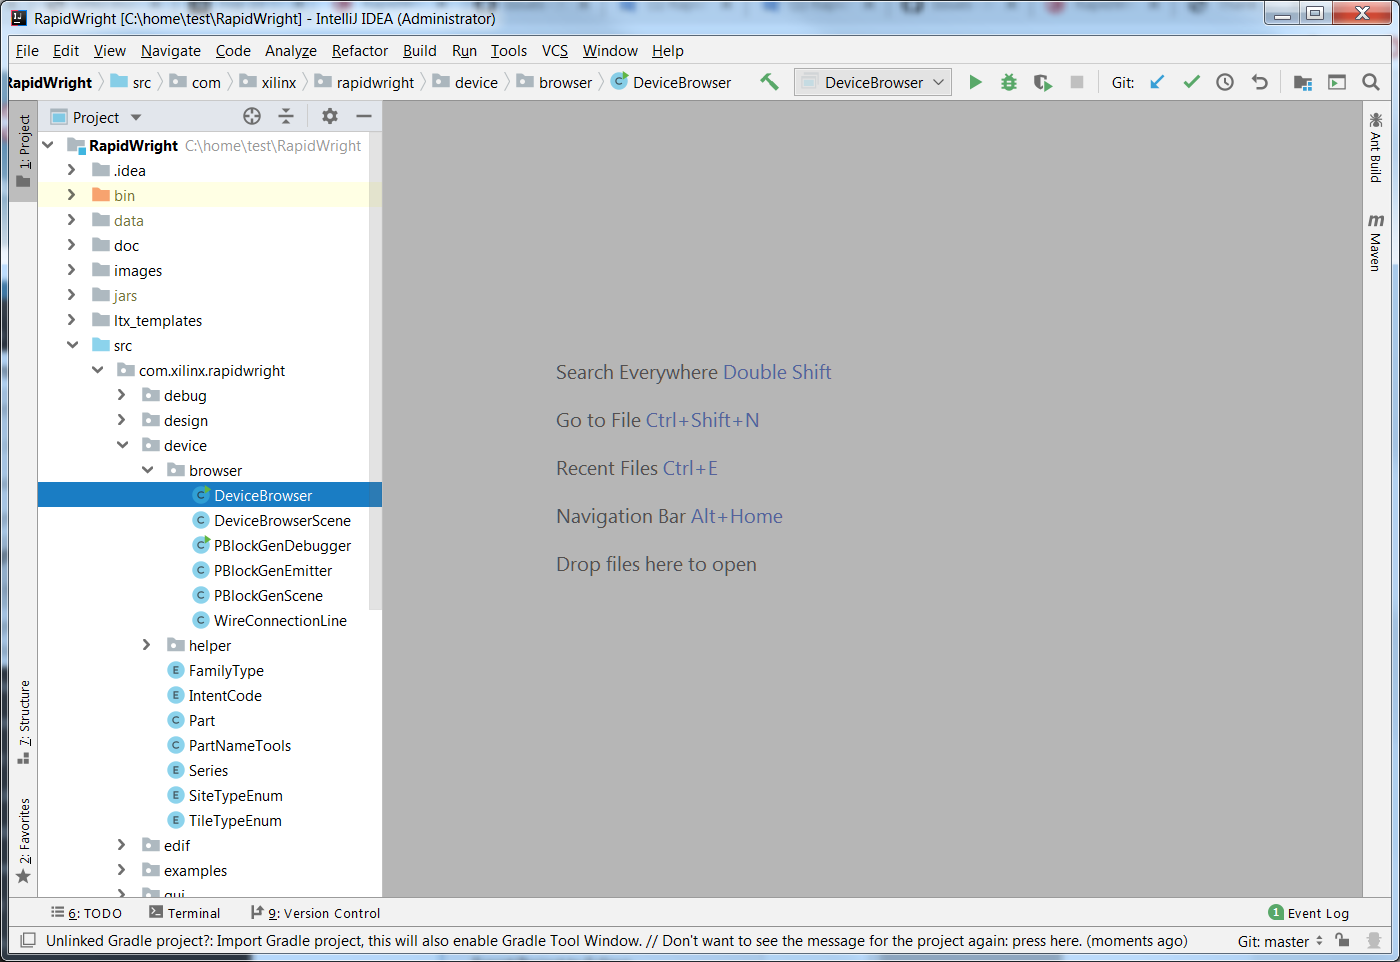 RapidWright [C:\home\test\RapidWright] - IntelliJ IDEA (Administrator)
File Edit View Navigate Code Analyze Refactor Build Run Tools VCS Window Help
RapidWright src com xilinx rapidwright device browser DeviceBrowser DeviceBrowser Git:
1: Project
Project
RapidWright C:\home\test\RapidWright
.idea
bin
data
doc
images
jars
ltx_templates
src
com.xilinx.rapidwright
debug
design
device
browser
DeviceBrowser
DeviceBrowserScene
PBlockGenDebugger
PBlockGenEmitter
PBlockGenScene
WireConnectionLine
helper
FamilyType
IntentCode
Part
PartNameTools
Series
SiteTypeEnum
TileTypeEnum
edif
examples
gui
7: Structure
2: Favorites
Search Everywhere Double Shift
Go to File Ctrl+Shift+N
Recent Files Ctrl+E
Navigation Bar Alt+Home
Drop files here to open
Ant Build
m Maven
6: TODO Terminal 9: Version Control 1 Event Log
Unlinked Gradle project?: Import Gradle project, this will also enable Gradle Tool Window. // Don't want to see the message for the project again: press here. (moments ago) Git: master